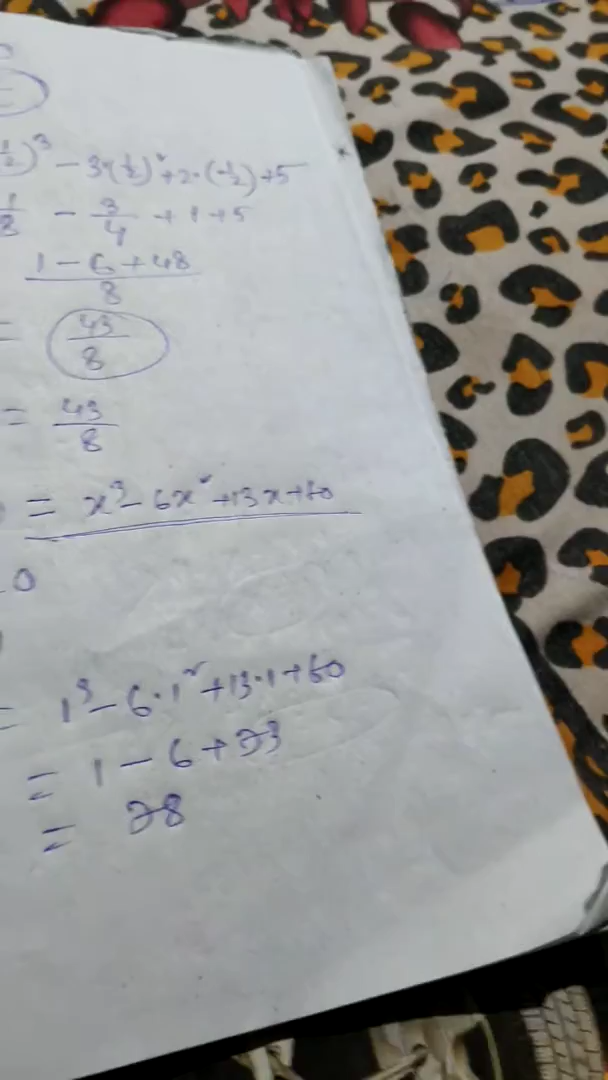 1/2)³ - 3·(1/2)² + 2·(-1/2) + 5
1/8 - 3/4 + 1 + 5
1 - 6 + 48 / 8
= 43/8
= 43/8
= x³ - 6x² + 13x + 60
0
= 1³ - 6·1² + 13·1 + 60
= 1 - 6 + 73
= 78